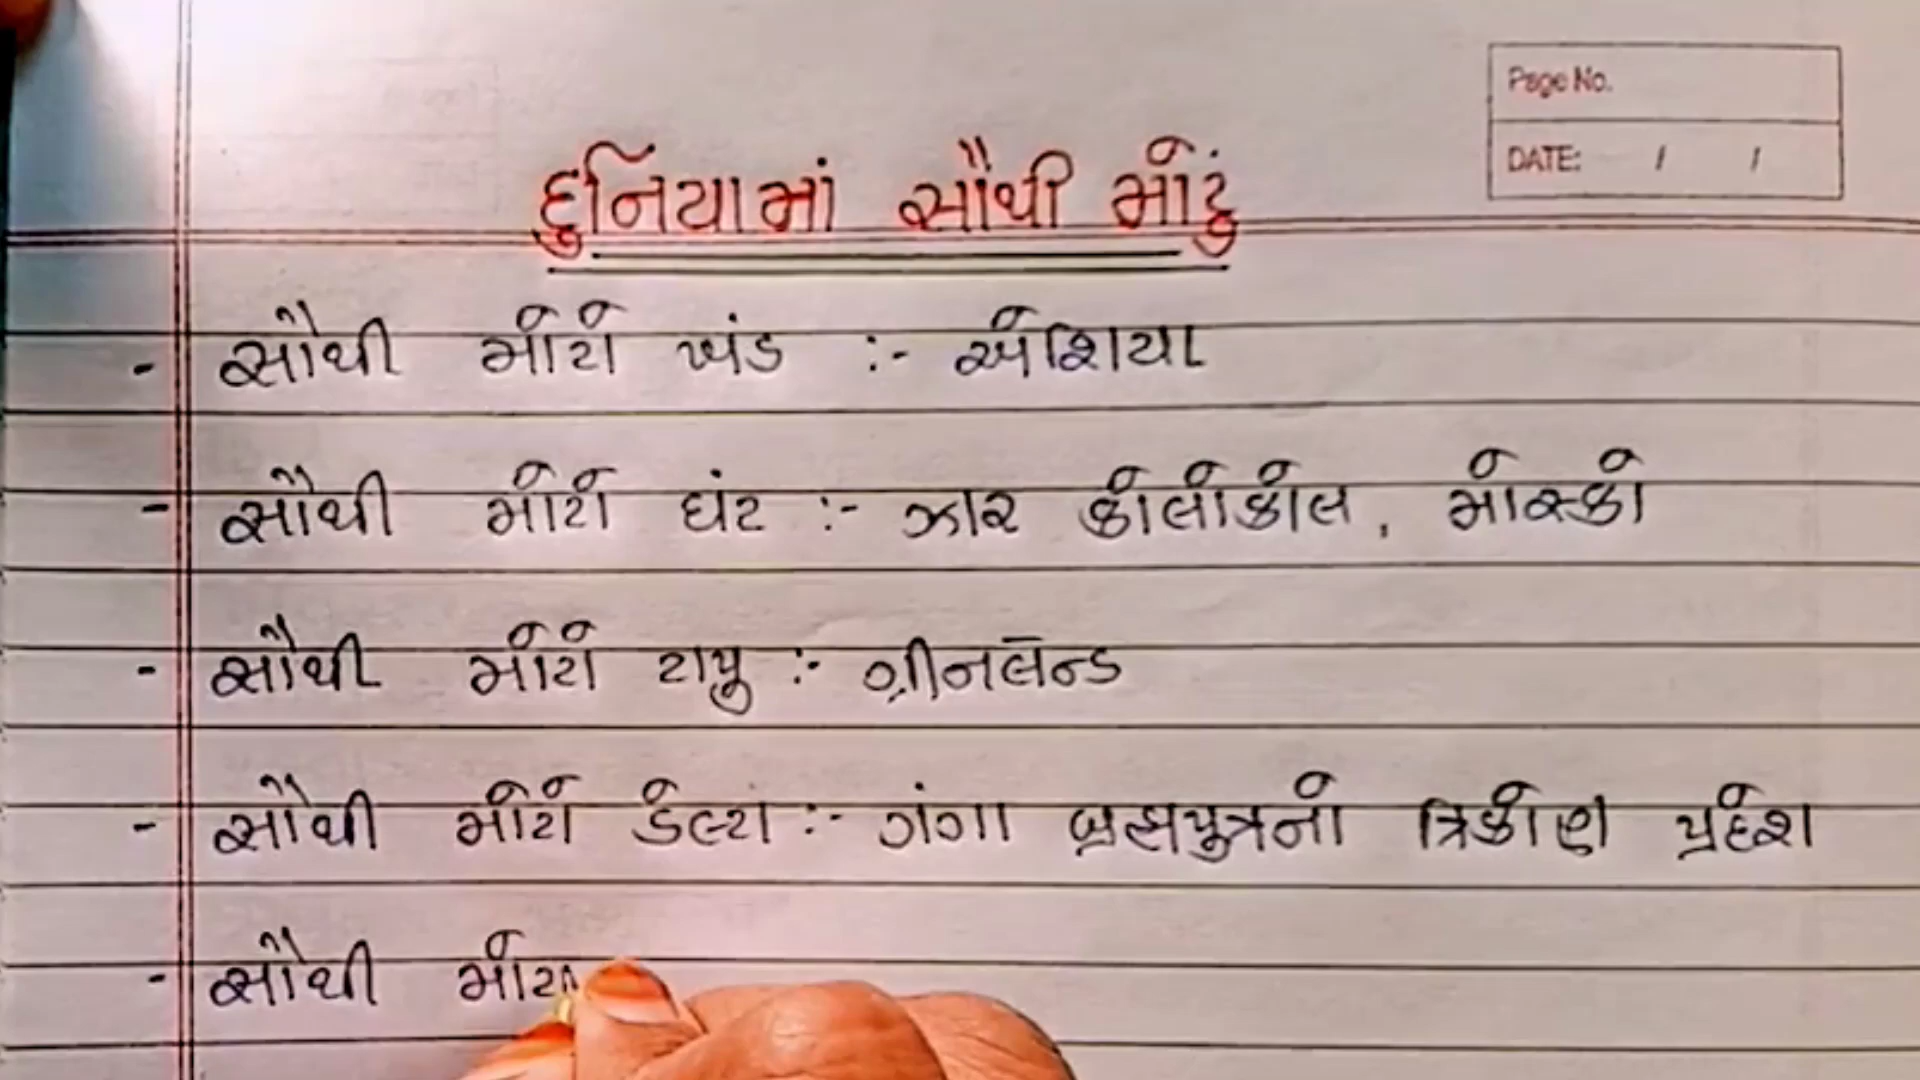 Page No.
DATE: / /
દુનિયામાં સૌથી મોટું
- સૌથી મોટો ખંડ :- એશિયા
- સૌથી મોટો ઘંટ :- ઝાર કોલોકોલ, મોસ્કો
- સૌથી મોટો ટાપુ :- ગ્રીનલેન્ડ
- સૌથી મોટો ડેલ્ટા :- ગંગા બ્રહ્મપુત્રનો ત્રિકોણ પ્રદેશ
- સૌથી